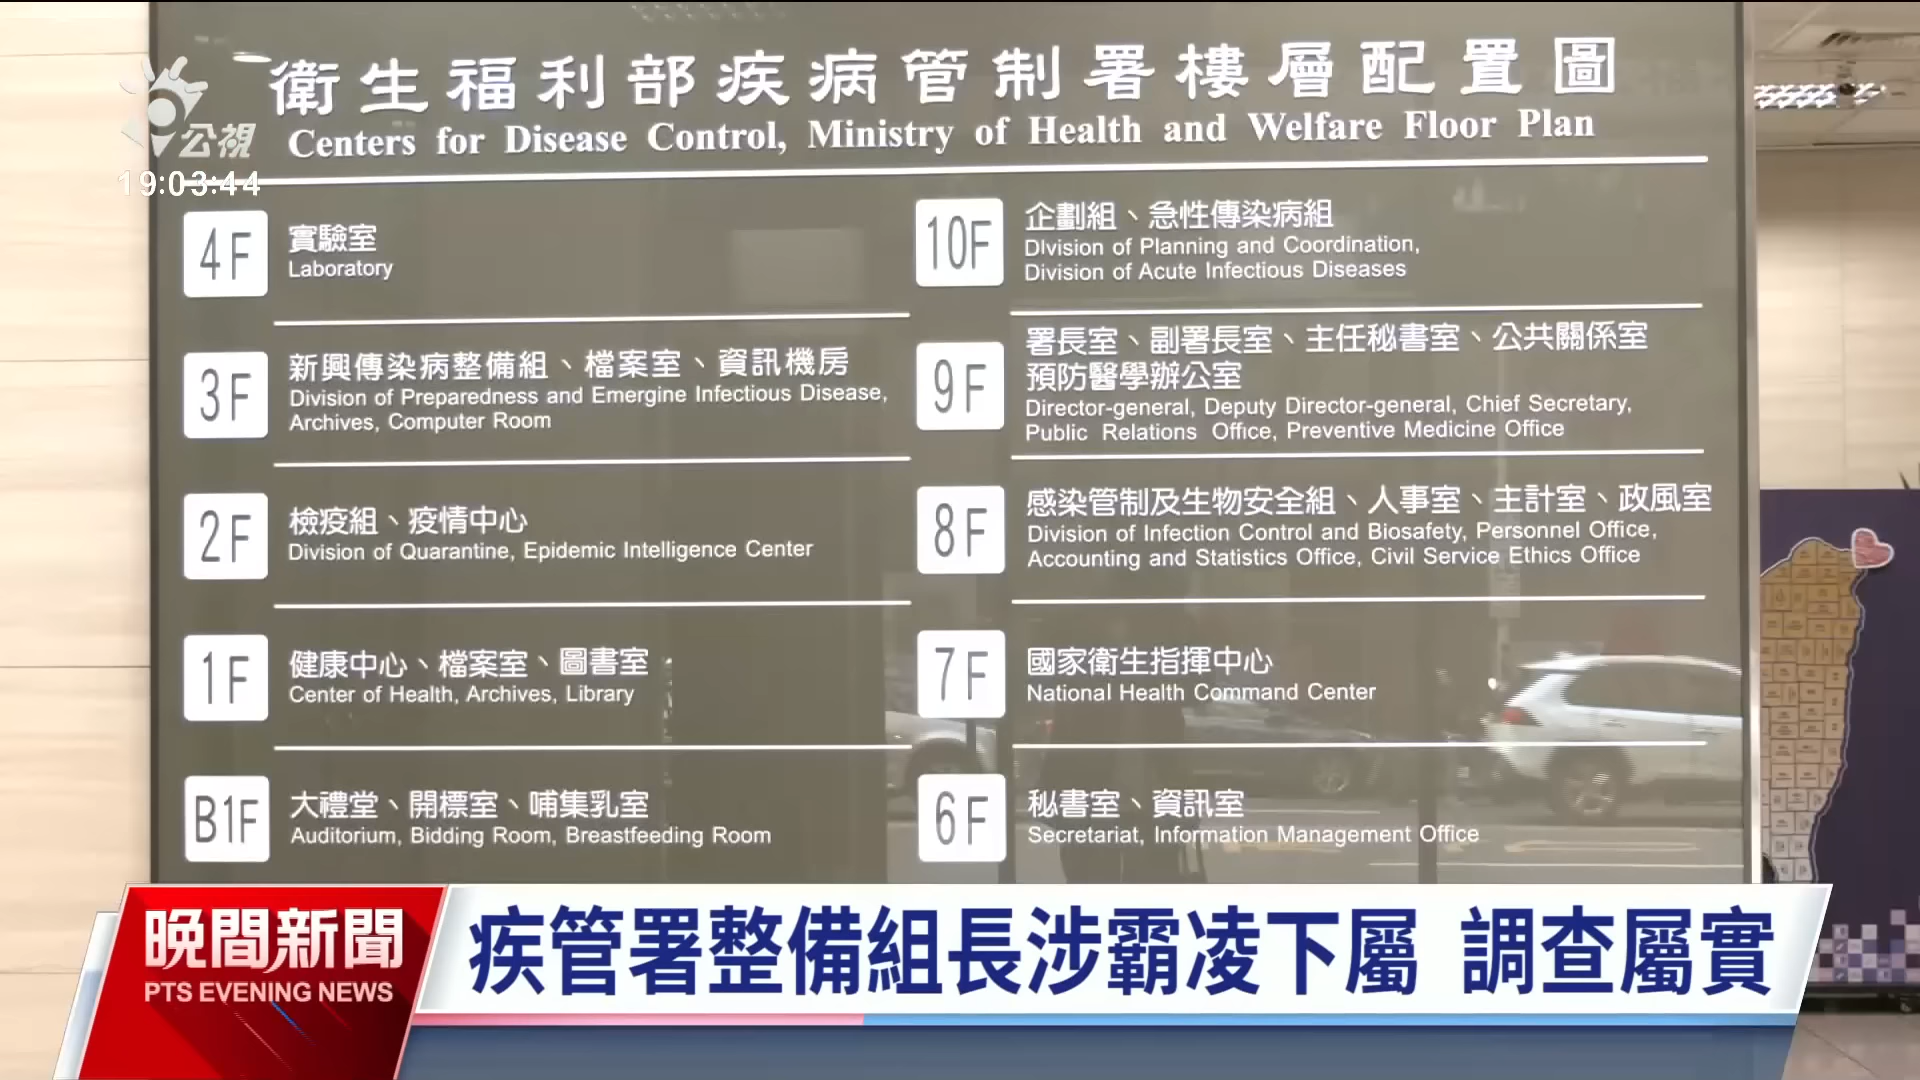 衛生福利部疾病管制署樓層配置圖
Centers for Disease Control, Ministry of Health and Welfare Floor Plan
公視
19:03:44
4F
實驗室
Laboratory
3F
新興傳染病整備組、檔案室、資訊機房
Division of Preparedness and Emergine Infectious Disease,
Archives, Computer Room
2F
檢疫組、疫情中心
Division of Quarantine, Epidemic Intelligence Center
1F
健康中心、檔案室、圖書室
Center of Health, Archives, Library
B1F
大禮堂、開標室、哺集乳室
Auditorium, Bidding Room, Breastfeeding Room
10F
企劃組、急性傳染病組
Division of Planning and Coordination,
Division of Acute Infectious Diseases
9F
署長室、副署長室、主任秘書室、公共關係室
預防醫學辦公室
Director-general, Deputy Director-general, Chief Secretary,
Public Relations Office, Preventive Medicine Office
8F
感染管制及生物安全組、人事室、主計室、政風室
Division of Infection Control and Biosafety, Personnel Office,
Accounting and Statistics Office, Civil Service Ethics Office
7F
國家衛生指揮中心
National Health Command Center
6F
秘書室、資訊室
Secretariat, Information Management Office
晚間新聞
PTS EVENING NEWS
疾管署整備組長涉霸凌下屬 調查屬實